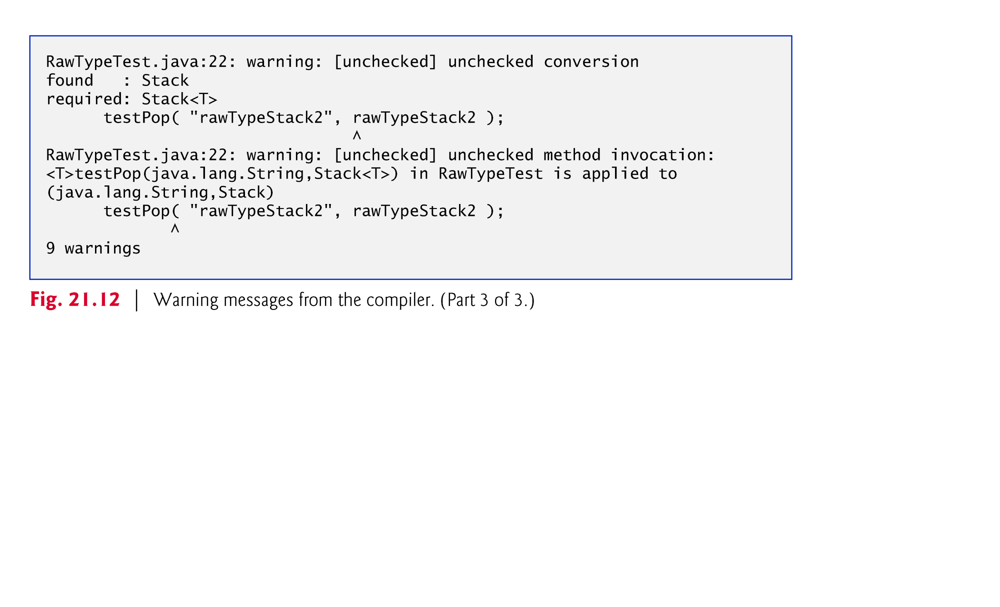 RawTypeTest.java:22: warning: [unchecked] unchecked conversion
found   : Stack
required: Stack<T>
      testPop( "rawTypeStack2", rawTypeStack2 );
                                ^
RawTypeTest.java:22: warning: [unchecked] unchecked method invocation:
<T>testPop(java.lang.String,Stack<T>) in RawTypeTest is applied to
(java.lang.String,Stack)
      testPop( "rawTypeStack2", rawTypeStack2 );
             ^
9 warnings
Fig. 21.12 | Warning messages from the compiler. (Part 3 of 3.)